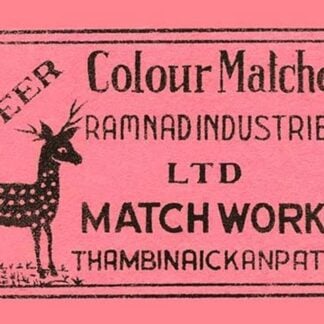 EER
Colour Matche
RAMNAD INDUSTRIE
LTD
MATCH WORK
THAMBINAICKANPAT